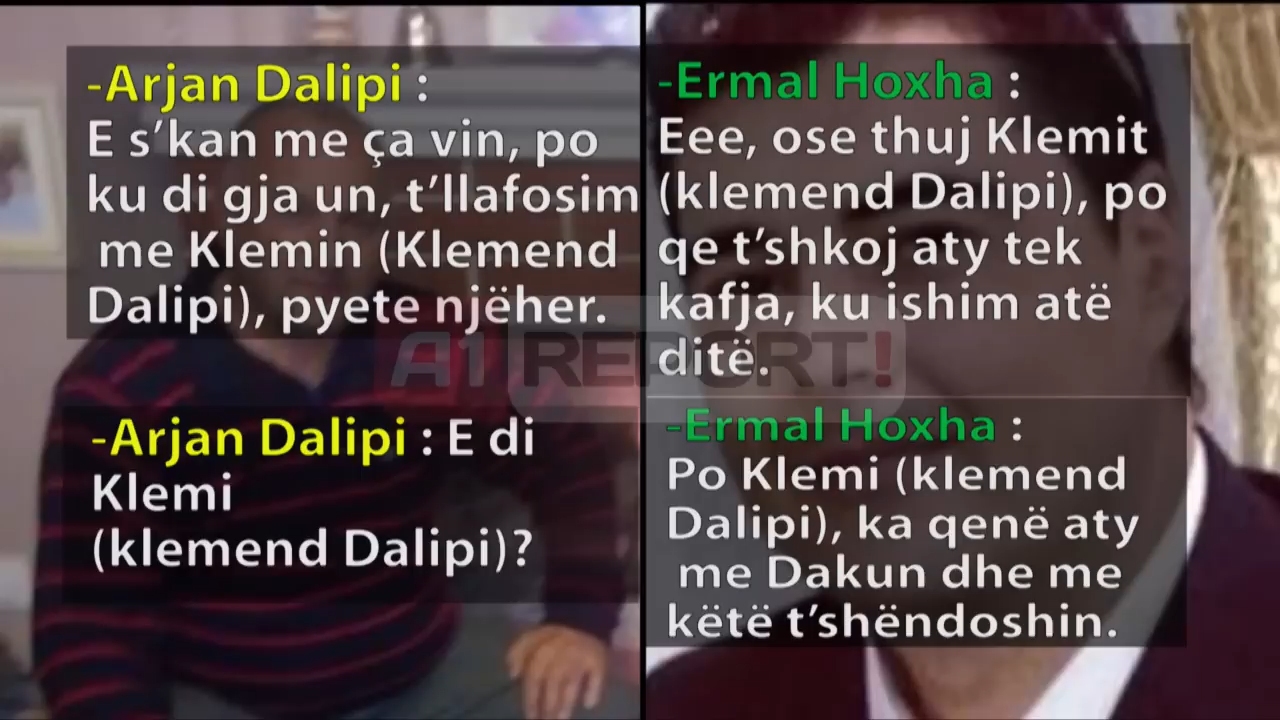 -Arjan Dalipi :
E s’kan me ça vin, po
ku di gja un, t’llafosim
me Klemin (Klemend
Dalipi), pyete njëher.
-Ermal Hoxha :
Eee, ose thuj Klemit
(klemend Dalipi), po
qe t’shkoj aty tek
kafja, ku ishim atë
ditë.
-Arjan Dalipi : E di
Klemi
(klemend Dalipi)?
-Ermal Hoxha :
Po Klemi (klemend
Dalipi), ka qenë aty
me Dakun dhe me
këtë t’shëndoshin.
A1 REPORT!